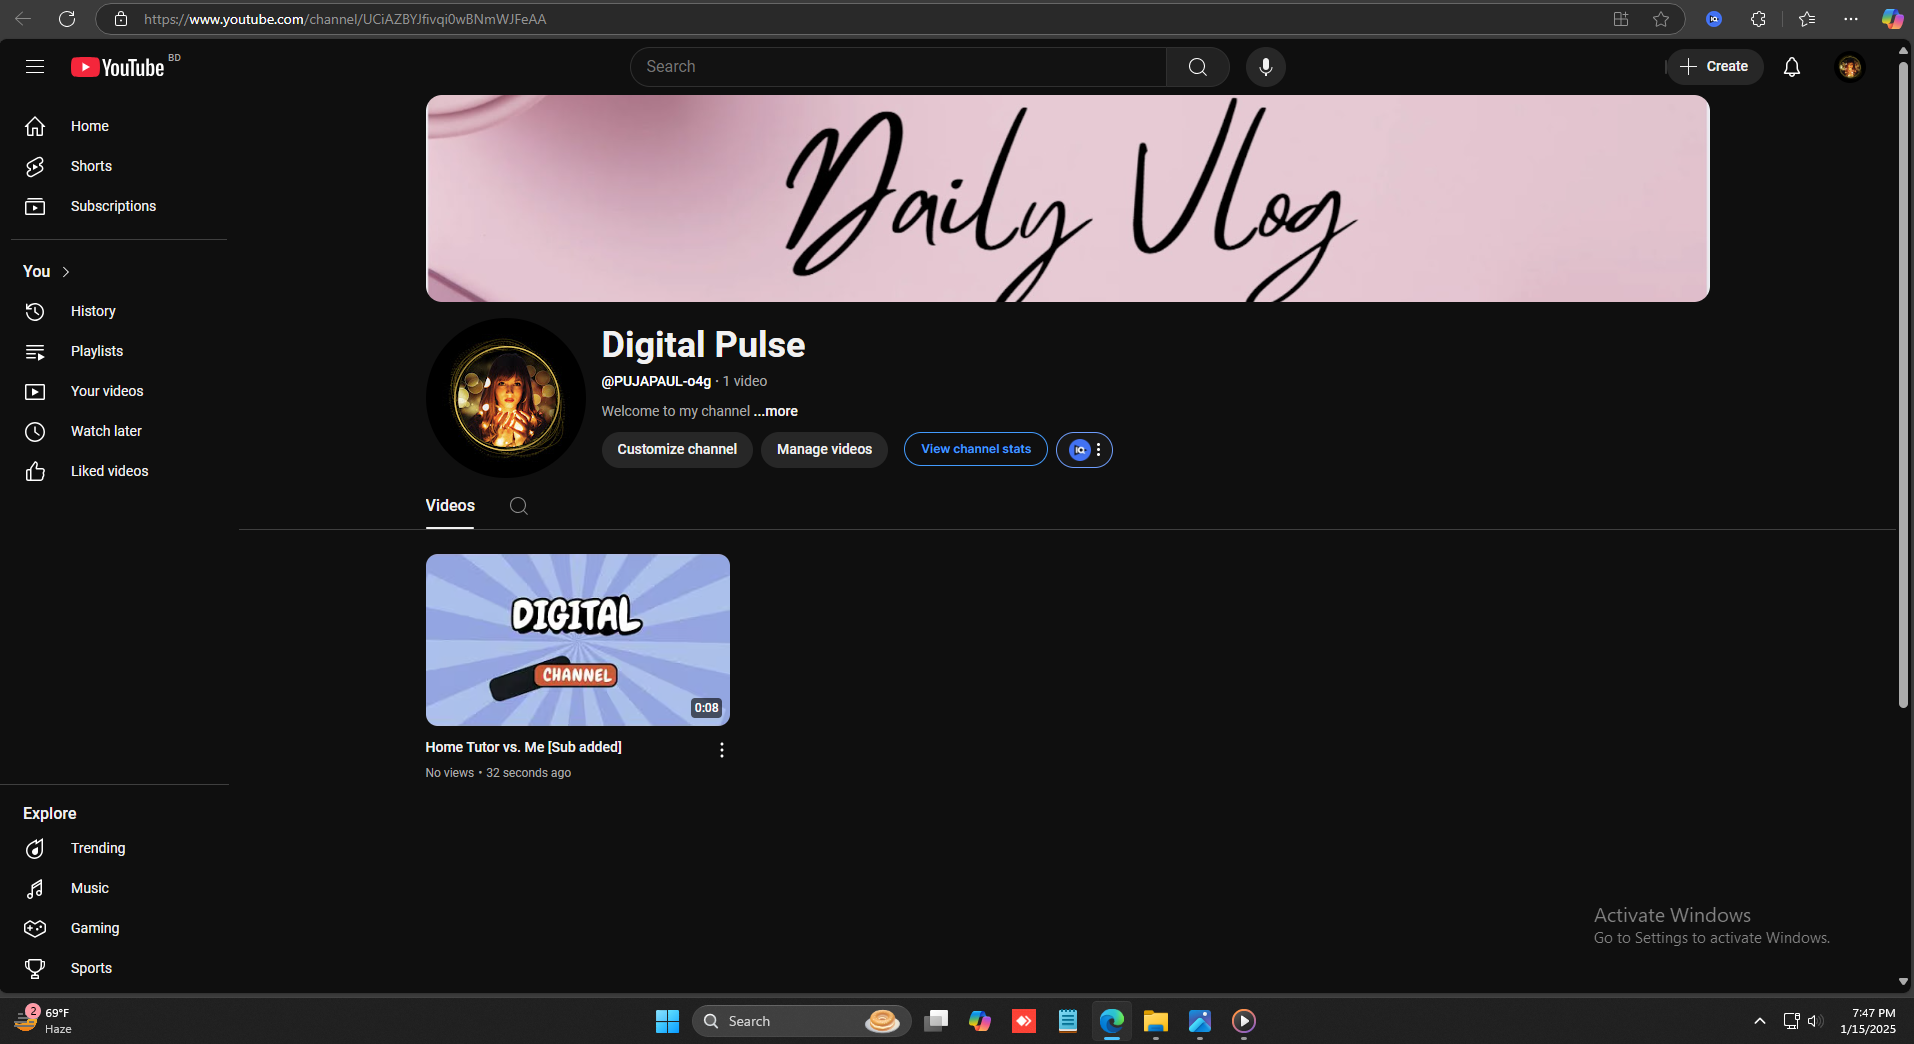 https://www.youtube.com/channel/UCiAZBYJfivqi0wBNmWJFeAA
YouTube BD
Search
Create
Home
Shorts
Subscriptions
You
History
Playlists
Your videos
Watch later
Liked videos
Explore
Trending
Music
Gaming
Sports
Daily Vlog
Digital Pulse
@PUJAPAUL-o4g · 1 video
Welcome to my channel ...more
Customize channel
Manage videos
View channel stats
IQ
Videos
DIGITAL
CHANNEL
0:08
Home Tutor vs. Me [Sub added]
No views • 32 seconds ago
Activate Windows
Go to Settings to activate Windows.
2
69°F
Haze
Search
7:47 PM
1/15/2025